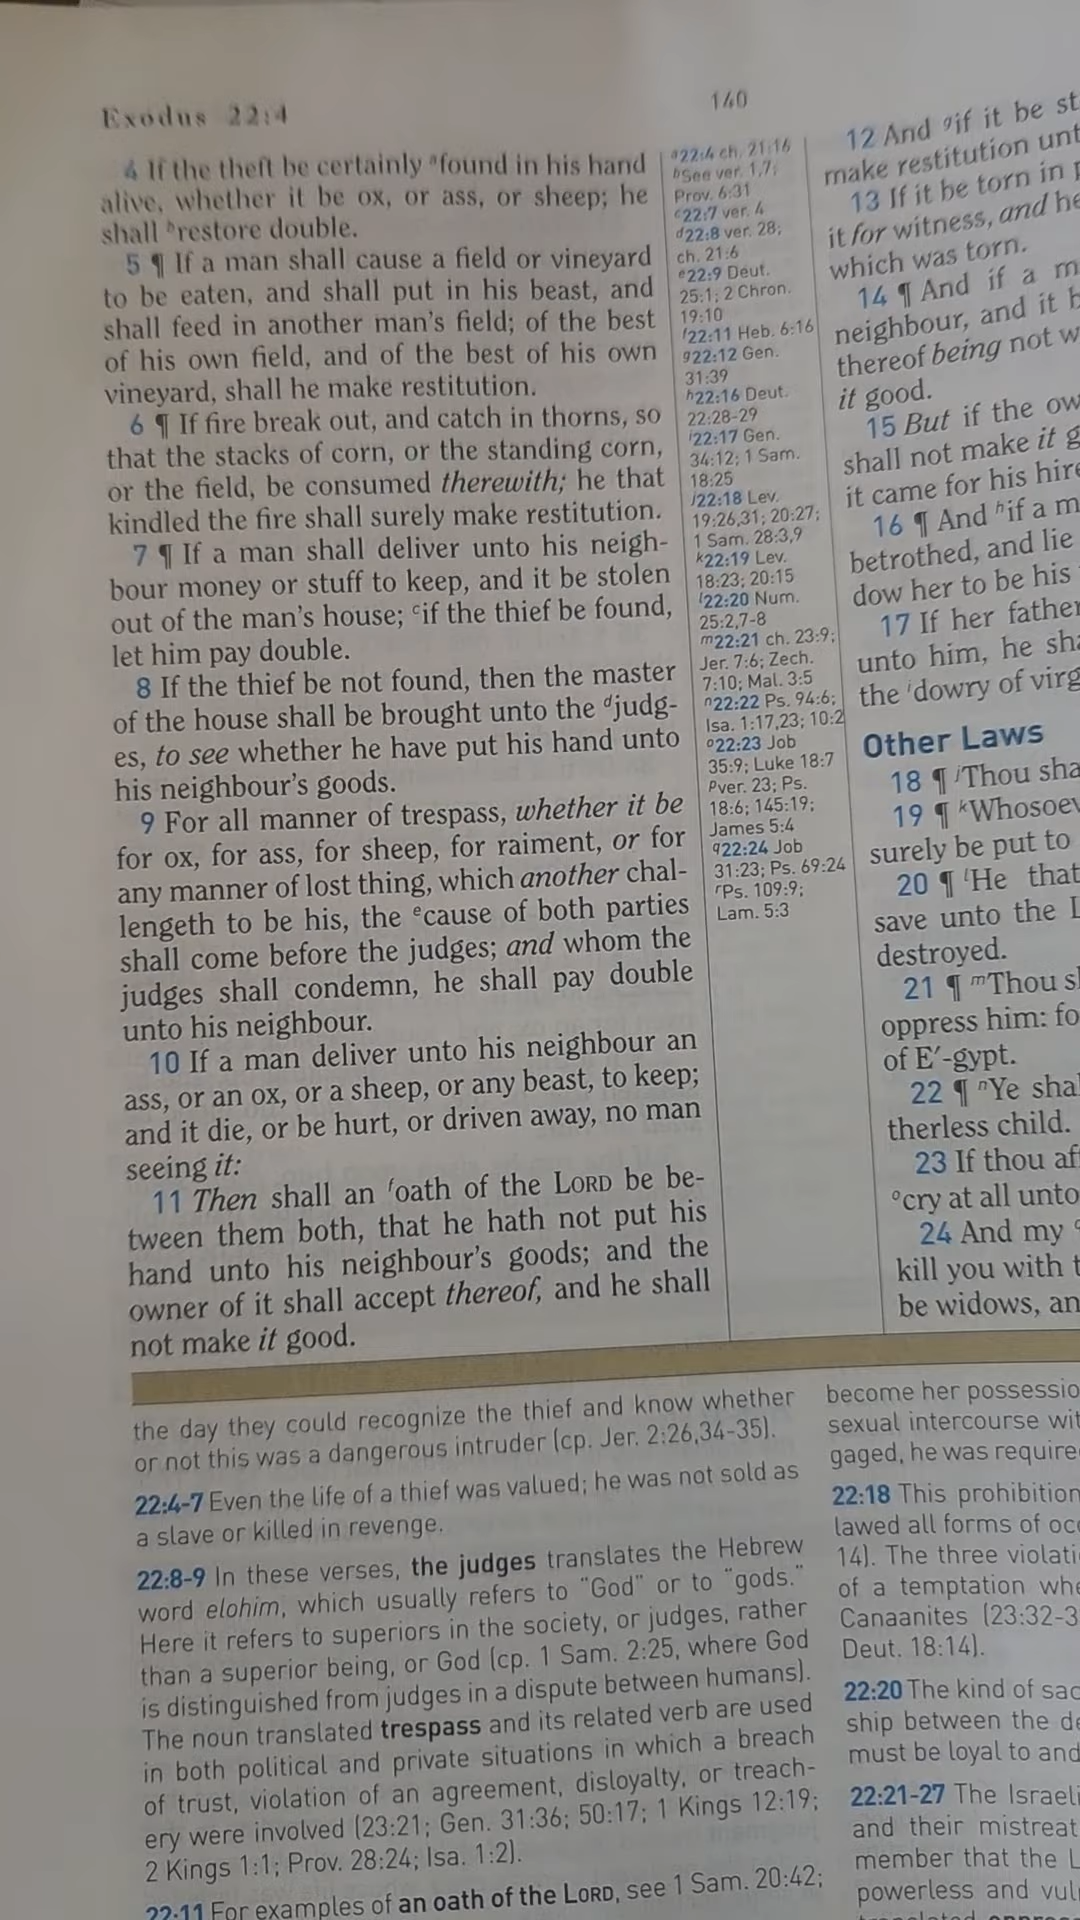 Exodus 22:4
140
4 If the theft be certainly ᵃfound in his hand
alive, whether it be ox, or ass, or sheep; he
shall ᵇrestore double.
5 ¶ If a man shall cause a field or vineyard
to be eaten, and shall put in his beast, and
shall feed in another man's field; of the best
of his own field, and of the best of his own
vineyard, shall he make restitution.
6 ¶ If fire break out, and catch in thorns, so
that the stacks of corn, or the standing corn,
or the field, be consumed therewith; he that
kindled the fire shall surely make restitution.
7 ¶ If a man shall deliver unto his neigh-
bour money or stuff to keep, and it be stolen
out of the man's house; ᶜif the thief be found,
let him pay double.
8 If the thief be not found, then the master
of the house shall be brought unto the ᵈjudg-
es, to see whether he have put his hand unto
his neighbour's goods.
9 For all manner of trespass, whether it be
for ox, for ass, for sheep, for raiment, or for
any manner of lost thing, which another chal-
lengeth to be his, the ᵉcause of both parties
shall come before the judges; and whom the
judges shall condemn, he shall pay double
unto his neighbour.
10 If a man deliver unto his neighbour an
ass, or an ox, or a sheep, or any beast, to keep;
and it die, or be hurt, or driven away, no man
seeing it:
11 Then shall an ᶠoath of the LORD be be-
tween them both, that he hath not put his
hand unto his neighbour's goods; and the
owner of it shall accept thereof, and he shall
not make it good.
ᵃ22:4 ch. 21:16
ᵇSee ver. 1,7;
Prov. 6:31
ᶜ22:7 ver. 4
ᵈ22:8 ver. 28;
ch. 21:6
ᵉ22:9 Deut.
25:1; 2 Chron.
19:10
ᶠ22:11 Heb. 6:16
ᵍ22:12 Gen.
31:39
ʰ22:16 Deut.
22:28-29
ⁱ22:17 Gen.
34:12; 1 Sam.
18:25
ʲ22:18 Lev.
19:26,31; 20:27;
1 Sam. 28:3,9
ᵏ22:19 Lev.
18:23; 20:15
ˡ22:20 Num.
25:2,7-8
ᵐ22:21 ch. 23:9;
Jer. 7:6; Zech.
7:10; Mal. 3:5
ⁿ22:22 Ps. 94:6;
Isa. 1:17,23; 10:2
ᵒ22:23 Job
35:9; Luke 18:7
ᵖver. 23; Ps.
18:6; 145:19;
James 5:4
q22:24 Job
31:23; Ps. 69:24
ʳPs. 109:9;
Lam. 5:3
12 And ᵍif it be st
make restitution unt
13 If it be torn in p
it for witness, and he
which was torn.
14 ¶ And if a m
neighbour, and it b
thereof being not w
it good.
15 But if the ow
shall not make it g
it came for his hire
16 ¶ And ʰif a m
betrothed, and lie
dow her to be his
17 If her father
unto him, he sha
the ⁱdowry of virg
Other Laws
18 ¶ ʲThou sha
19 ¶ ᵏWhosoev
surely be put to
20 ¶ ˡHe that
save unto the L
destroyed.
21 ¶ ᵐThou sh
oppress him: fo
of E′-gypt.
22 ¶ ⁿYe shal
therless child.
23 If thou af
ᵒcry at all unto
24 And my
kill you with t
be widows, an
the day they could recognize the thief and know whether
or not this was a dangerous intruder (cp. Jer. 2:26,34-35).
22:4-7 Even the life of a thief was valued; he was not sold as
a slave or killed in revenge.
22:8-9 In these verses, the judges translates the Hebrew
word elohim, which usually refers to "God" or to "gods."
Here it refers to superiors in the society, or judges, rather
than a superior being, or God (cp. 1 Sam. 2:25, where God
is distinguished from judges in a dispute between humans).
The noun translated trespass and its related verb are used
in both political and private situations in which a breach
of trust, violation of an agreement, disloyalty, or treach-
ery were involved (23:21; Gen. 31:36; 50:17; 1 Kings 12:19;
2 Kings 1:1; Prov. 28:24; Isa. 1:2).
22:11 For examples of an oath of the LORD, see 1 Sam. 20:42;
become her possessio
sexual intercourse wit
gaged, he was require
22:18 This prohibition
lawed all forms of occ
14). The three violati
of a temptation whe
Canaanites (23:32-3
Deut. 18:14).
22:20 The kind of sac
ship between the de
must be loyal to and
22:21-27 The Israeli
and their mistreat
member that the L
powerless and vul